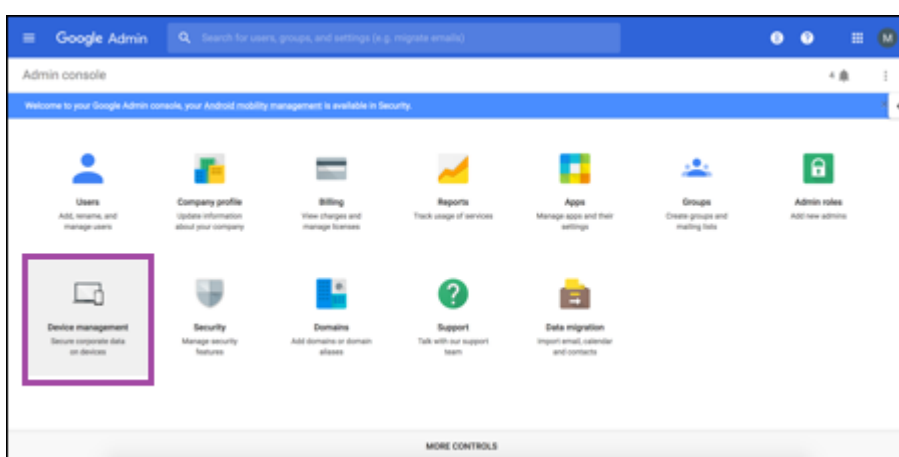 Google Admin
Search for users, groups, and settings (e.g. migrate emails)
M
Admin console
4
Welcome to your Google Admin console, your Android mobility management is available in Security.
Users
Add, rename, and
manage users
Company profile
Update information
about your company
Billing
View charges and
manage licenses
Reports
Track usage of services
Apps
Manage apps and their
settings
Groups
Create groups and
mailing lists
Admin roles
Add new admins
Device management
Secure corporate data
on devices
Security
Manage security
features
Domains
Add domains or domain
aliases
Support
Talk with our support
team
Data migration
Import email, calendar
and contacts
MORE CONTROLS